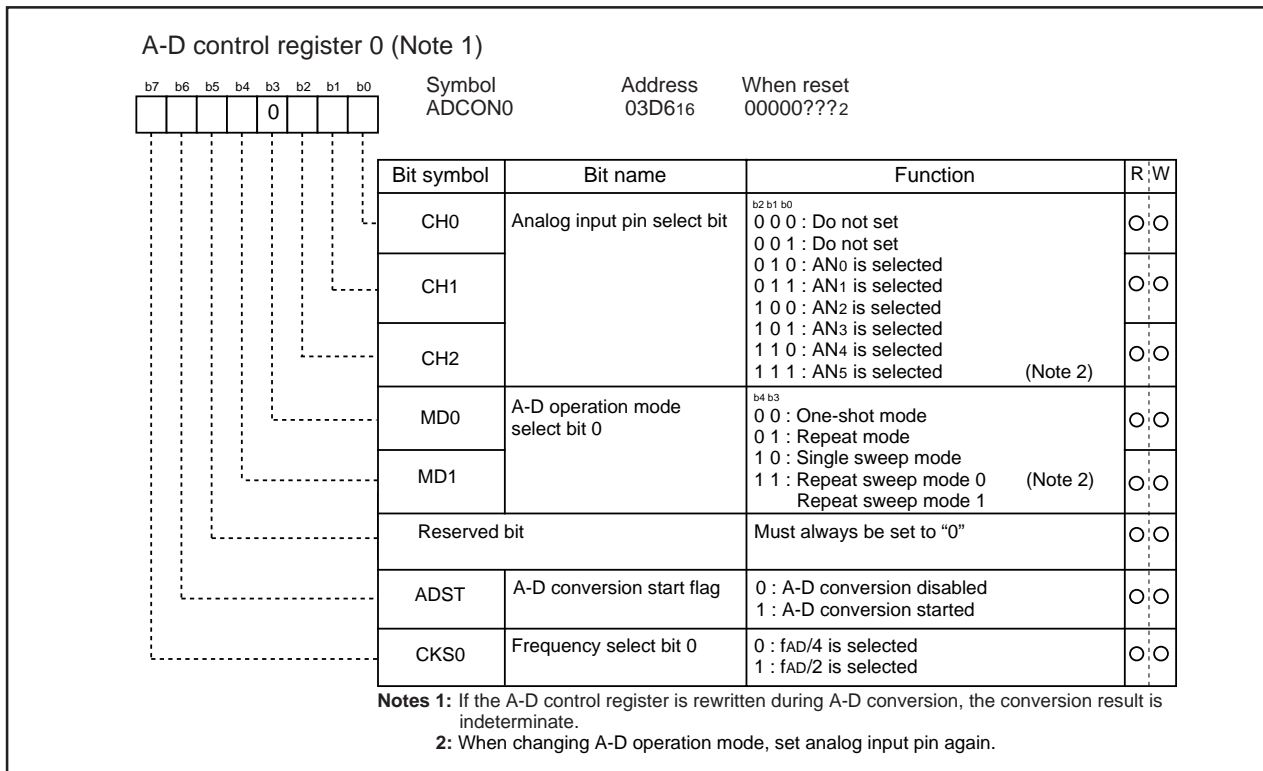 A-D control register 0 (Note 1)
b7 b6 b5 b4 b3 b2 b1 b0
0
Symbol Address When reset
ADCON0 03D616 00000???2
Bit symbol Bit name Function R W
CH0 Analog input pin select bit
b2 b1 b0
0 0 0 : Do not set
0 0 1 : Do not set
0 1 0 : AN0 is selected
CH1
0 1 1 : AN1 is selected
1 0 0 : AN2 is selected
1 0 1 : AN3 is selected
CH2
1 1 0 : AN4 is selected
1 1 1 : AN5 is selected (Note 2)
MD0 A-D operation mode
select bit 0
b4 b3
0 0 : One-shot mode
0 1 : Repeat mode
MD1
1 0 : Single sweep mode
1 1 : Repeat sweep mode 0 (Note 2)
Repeat sweep mode 1
Reserved bit Must always be set to “0”
ADST A-D conversion start flag 0 : A-D conversion disabled
1 : A-D conversion started
CKS0 Frequency select bit 0 0 : fAD/4 is selected
1 : fAD/2 is selected
Notes 1: If the A-D control register is rewritten during A-D conversion, the conversion result is
indeterminate.
2: When changing A-D operation mode, set analog input pin again.